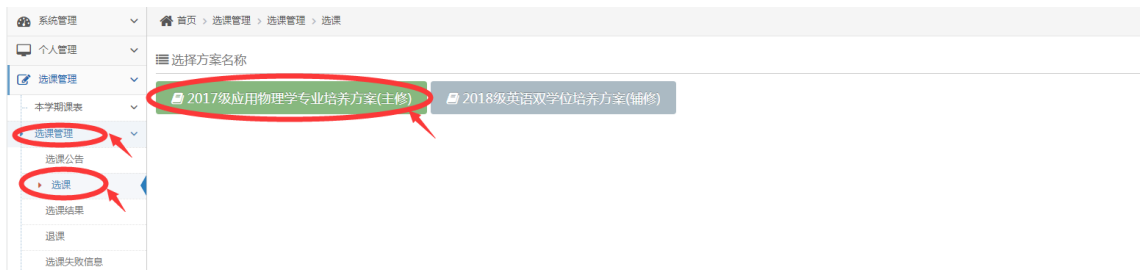 系统管理
个人管理
选课管理
本学期课表
选课管理
选课公告
选课
选课结果
退课
选课失败信息
首页 > 选课管理 > 选课管理 > 选课
选择方案名称
2017级应用物理学专业培养方案(主修)
2018级英语双学位培养方案(辅修)